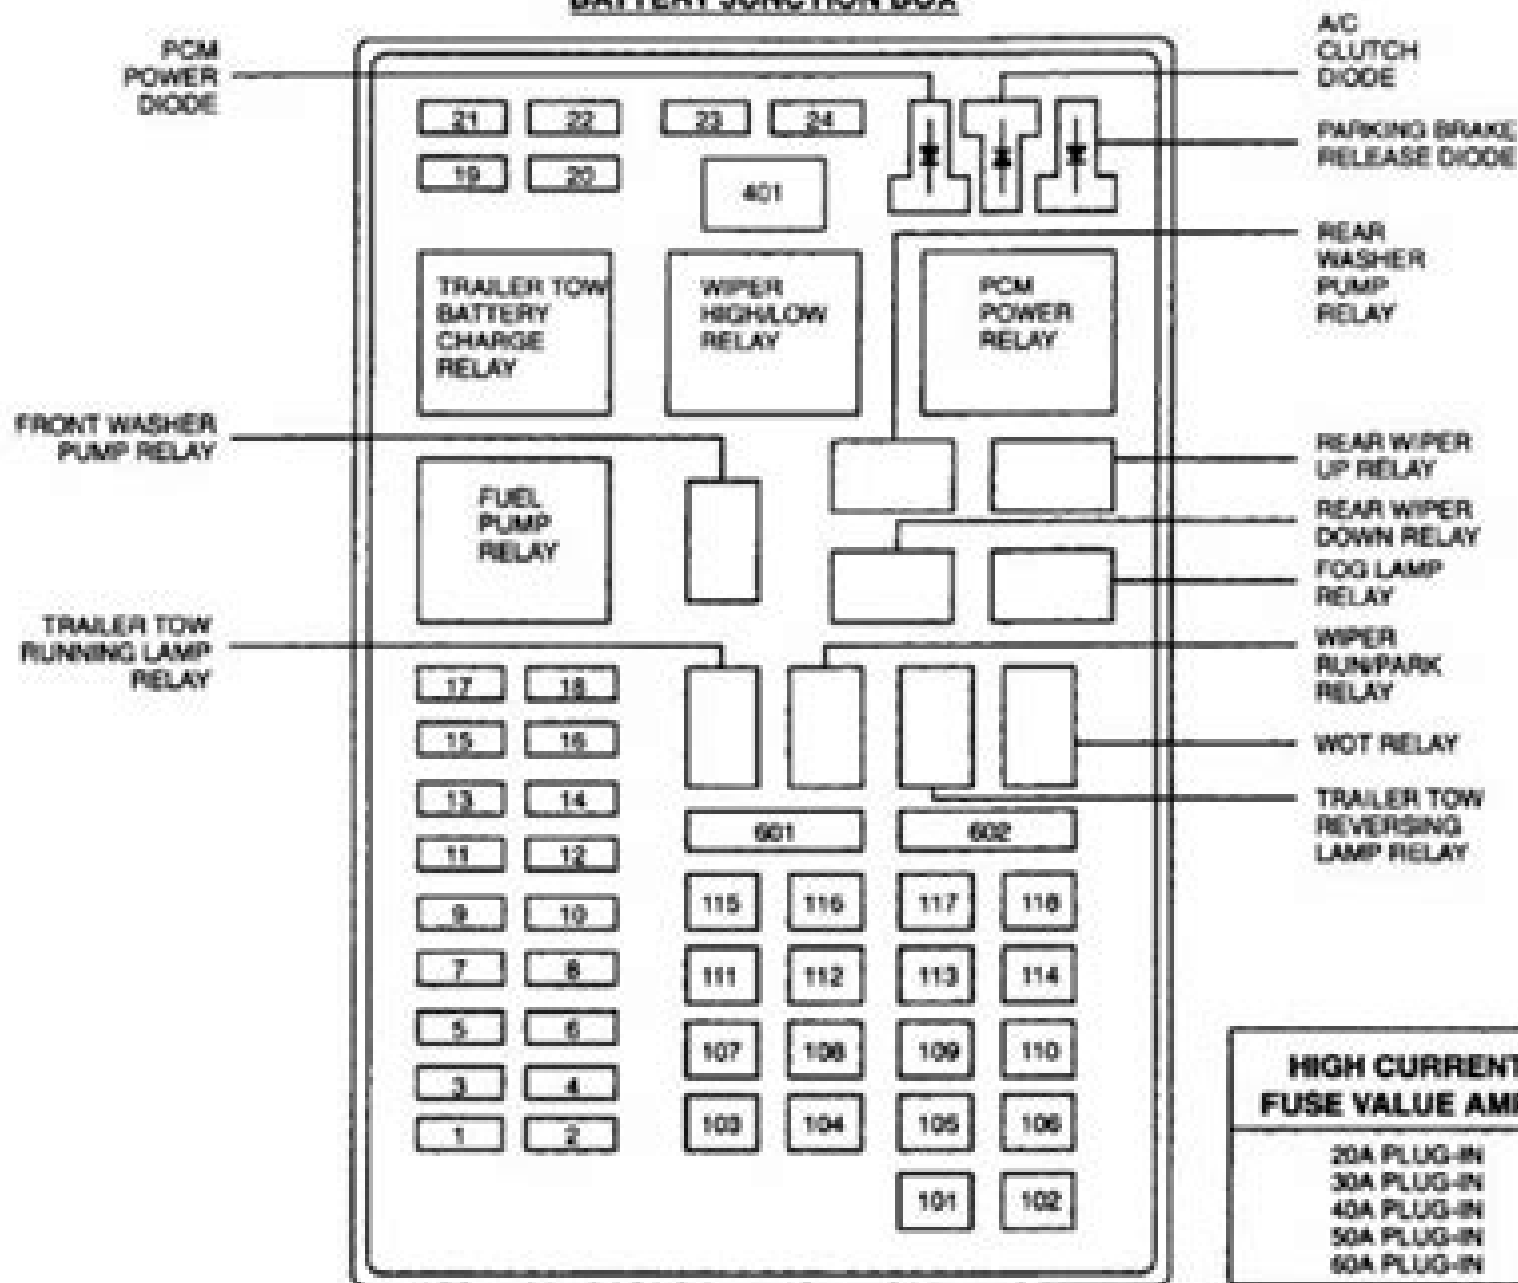 BATTERY JUNCTION BOX
PCM
POWER
DIODE
A/C
CLUTCH
DIODE
PARKING BRAKE
RELEASE DIODE
21 22 23 24
19 20 401
REAR
WASHER
PUMP
RELAY
TRAILER TOW
BATTERY
CHARGE
RELAY
WIPER
HIGH/LOW
RELAY
PCM
POWER
RELAY
FRONT WASHER
PUMP RELAY
REAR WIPER
UP RELAY
FUEL
PUMP
RELAY
REAR WIPER
DOWN RELAY
FOG LAMP
RELAY
TRAILER TOW
RUNNING LAMP
RELAY
WIPER
RUN/PARK
RELAY
WOT RELAY
TRAILER TOW
REVERSING
LAMP RELAY
17 18
15 16
13 14
11 12
9 10
7 8
5 6
3 4
1 2
601 602
115 116 117 118
111 112 113 114
107 108 109 110
103 104 105 106
101 102
HIGH CURRENT
FUSE VALUE
20A PLUG-IN
30A PLUG-IN
40A PLUG-IN
50A PLUG-IN
60A PLUG-IN